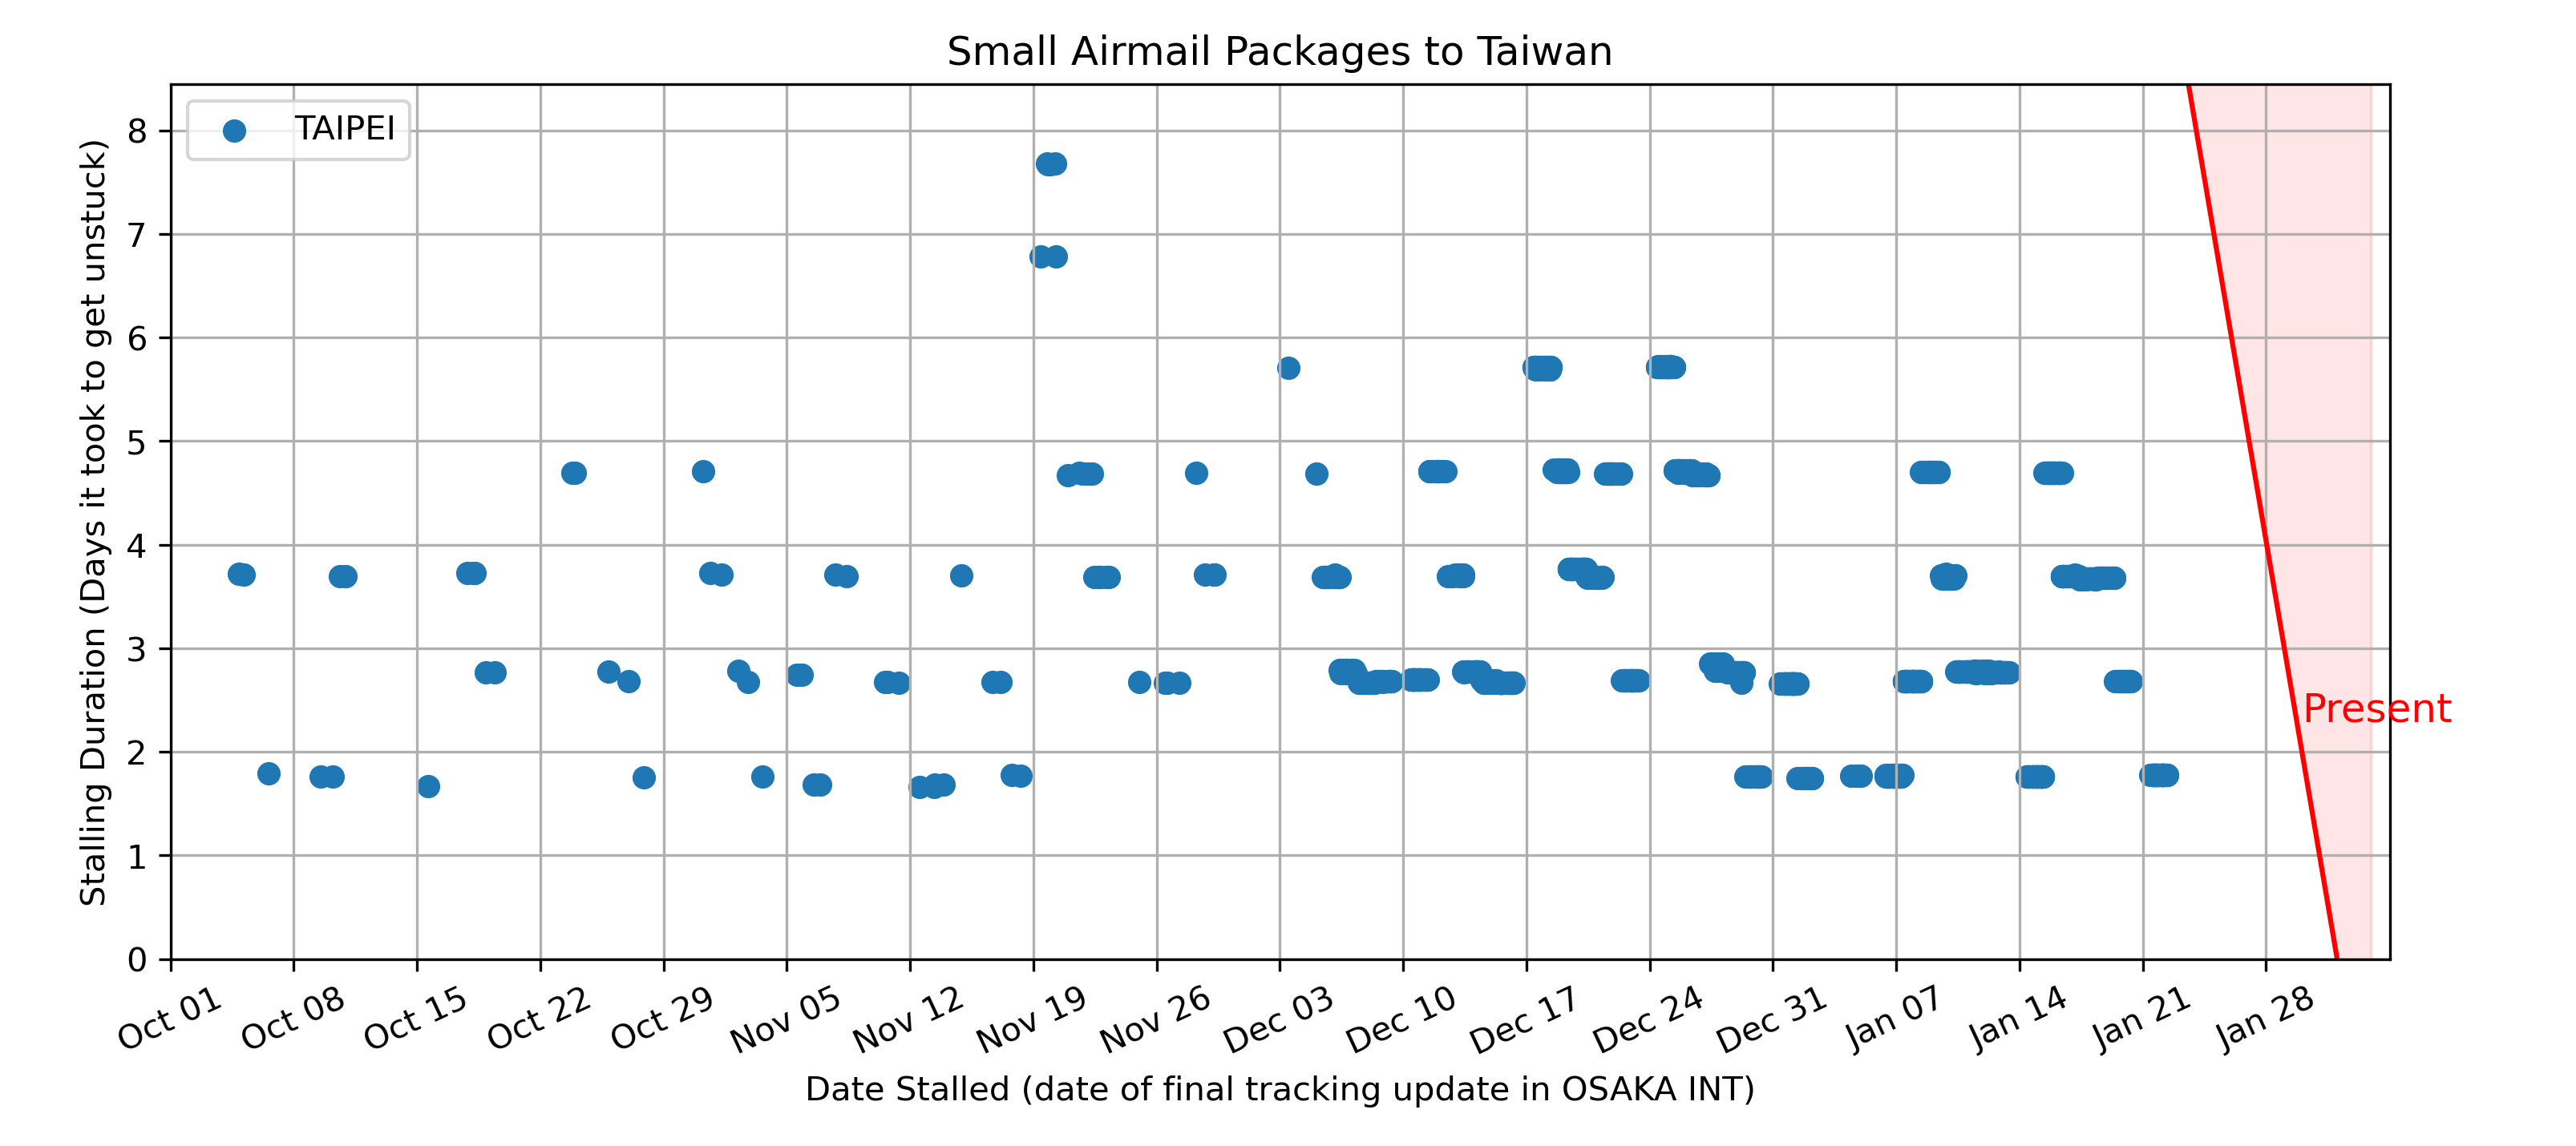 Small Airmail Packages to Taiwan
TAIPEI
Stalling Duration (Days it took to get unstuck)
8
7
6
5
4
3
2
1
0
Present
Oct 01
Oct 08
Oct 15
Oct 22
Oct 29
Nov 05
Nov 12
Nov 19
Nov 26
Dec 03
Dec 10
Dec 17
Dec 24
Dec 31
Jan 07
Jan 14
Jan 21
Jan 28
Date Stalled (date of final tracking update in OSAKA INT)